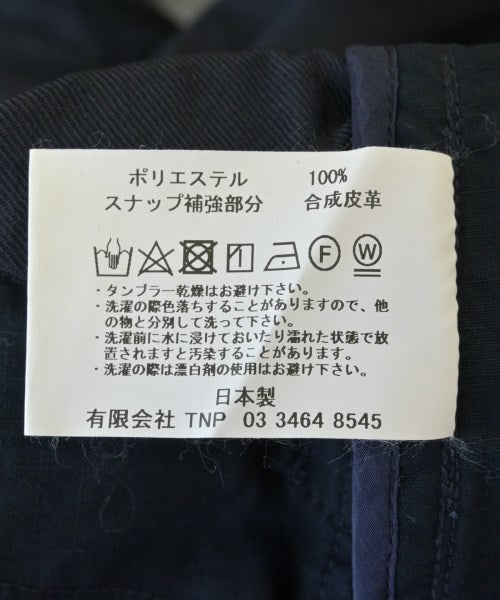 ポリエステル 100%
スナップ補強部分 合成皮革
F W
・タンブラー乾燥はお避け下さい。
・洗濯の際色落ちすることがありますので、他
の物と分別して洗って下さい。
・洗濯前に水に浸けておいたり濡れた状態で放
置されますと汚染することがあります。
・洗濯の際は漂白剤の使用はお避け下さい。
日本製
有限会社 TNP 03 3464 8545